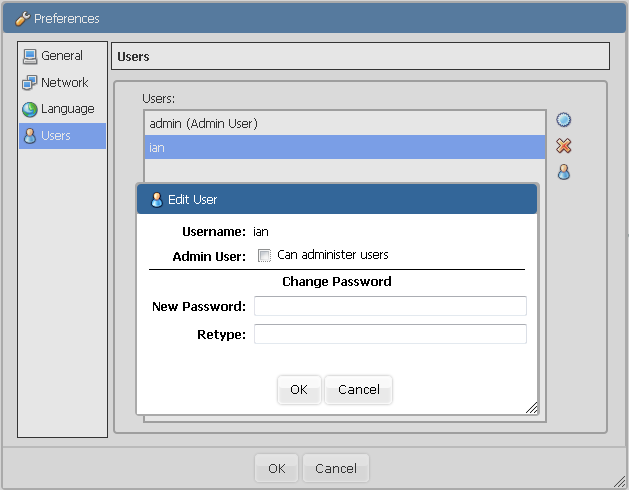 Preferences
General
Network
Language
Users
Users
Users:
admin (Admin User)
ian
Edit User
Username: ian
Admin User: Can administer users
Change Password
New Password:
Retype:
OK Cancel
OK Cancel